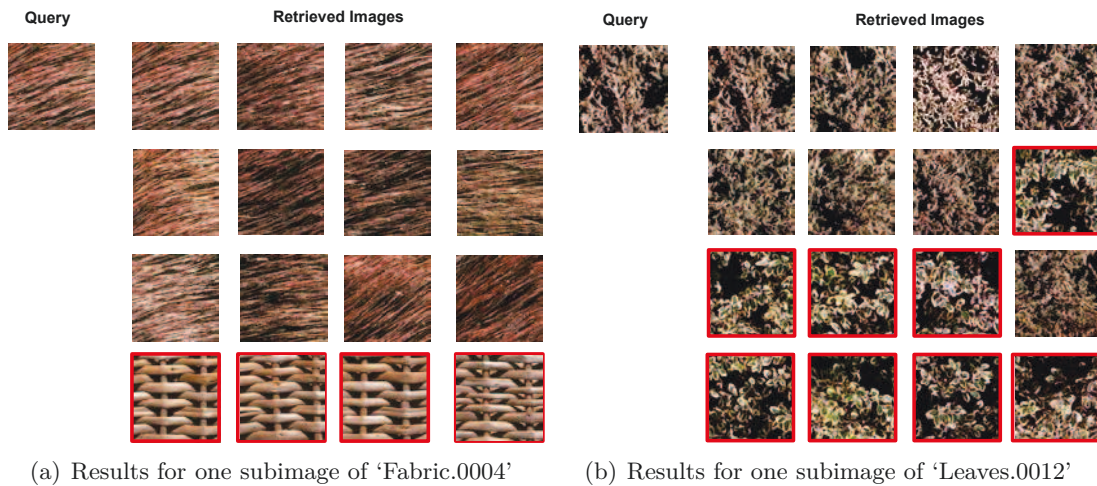 Query
Retrieved Images
Query
Retrieved Images
(a) Results for one subimage of ‘Fabric.0004’
(b) Results for one subimage of ‘Leaves.0012’